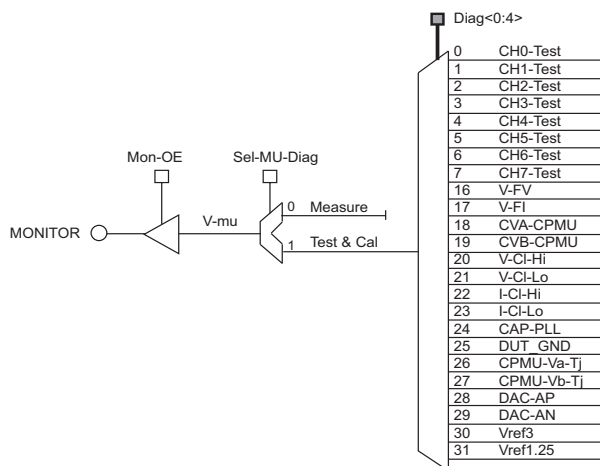 Diag<0:4>
0 CH0-Test
1 CH1-Test
2 CH2-Test
3 CH3-Test
4 CH4-Test
5 CH5-Test
6 CH6-Test
7 CH7-Test
16 V-FV
17 V-FI
18 CVA-CPMU
19 CVB-CPMU
20 V-Cl-Hi
21 V-Cl-Lo
22 I-Cl-Hi
23 I-Cl-Lo
24 CAP-PLL
25 DUT_GND
26 CPMU-Va-Tj
27 CPMU-Vb-Tj
28 DAC-AP
29 DAC-AN
30 Vref3
31 Vref1.25
Mon-OE
Sel-MU-Diag
MONITOR
V-mu
0 Measure
1 Test & Cal